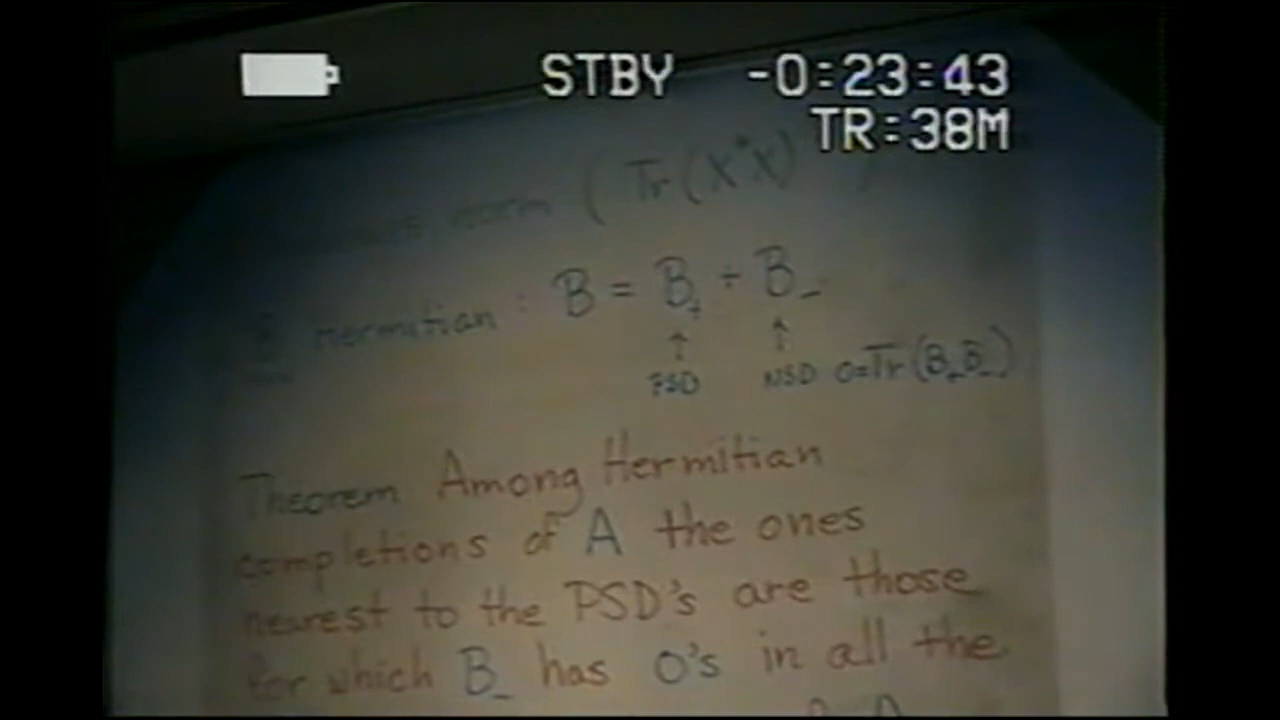 STBY -0:23:43
TR:38M
norm ( Tr(X*X)
B hermitian : B = B₊ + B₋
↑ ↑
PSD NSD 0=Tr(B₊B₋)
Theorem Among Hermitian
completions of A the ones
nearest to the PSD's are those
for which B₋ has 0's in all the